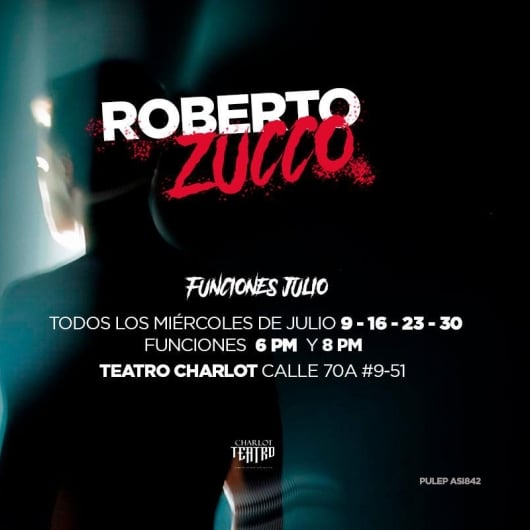 ROBERTO
ZUCCO
FUNCIONES JULIO
TODOS LOS MIÉRCOLES DE JULIO 9 - 16 - 23 - 30
FUNCIONES 6 PM Y 8 PM
TEATRO CHARLOT CALLE 70A #9-51
CHARLOT
TEATRO
PULEP ASI842